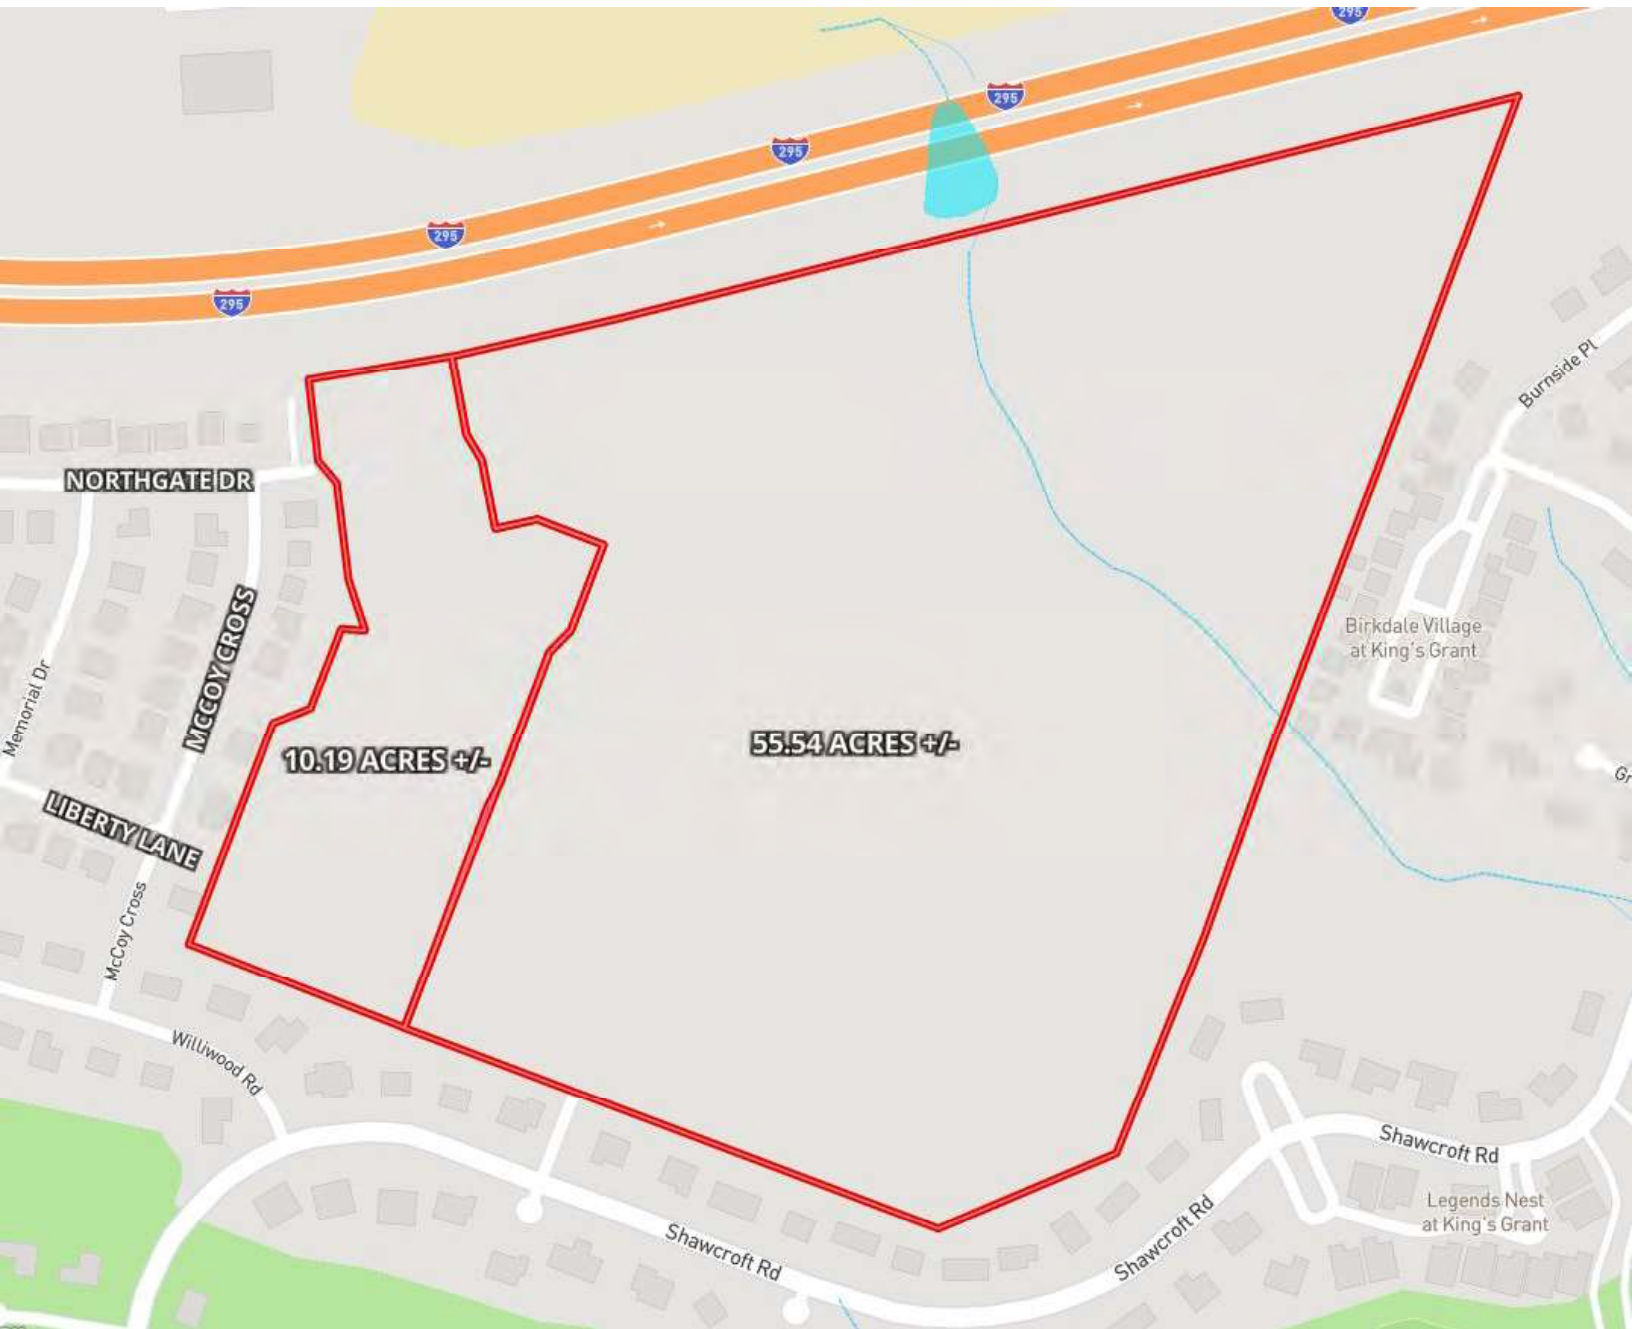 295
295
295
295
295
Burnside Pl
NORTHGATE DR
MCCOY CROSS
Memorial Dr
Birkdale Village
at King's Grant
55.54 ACRES +/-
10.19 ACRES +/-
Gr
LIBERTY LANE
McCoy Cross
Williwood Rd
Shawcroft Rd
Shawcroft Rd
Shawcroft Rd
Legends Nest
at King's Grant